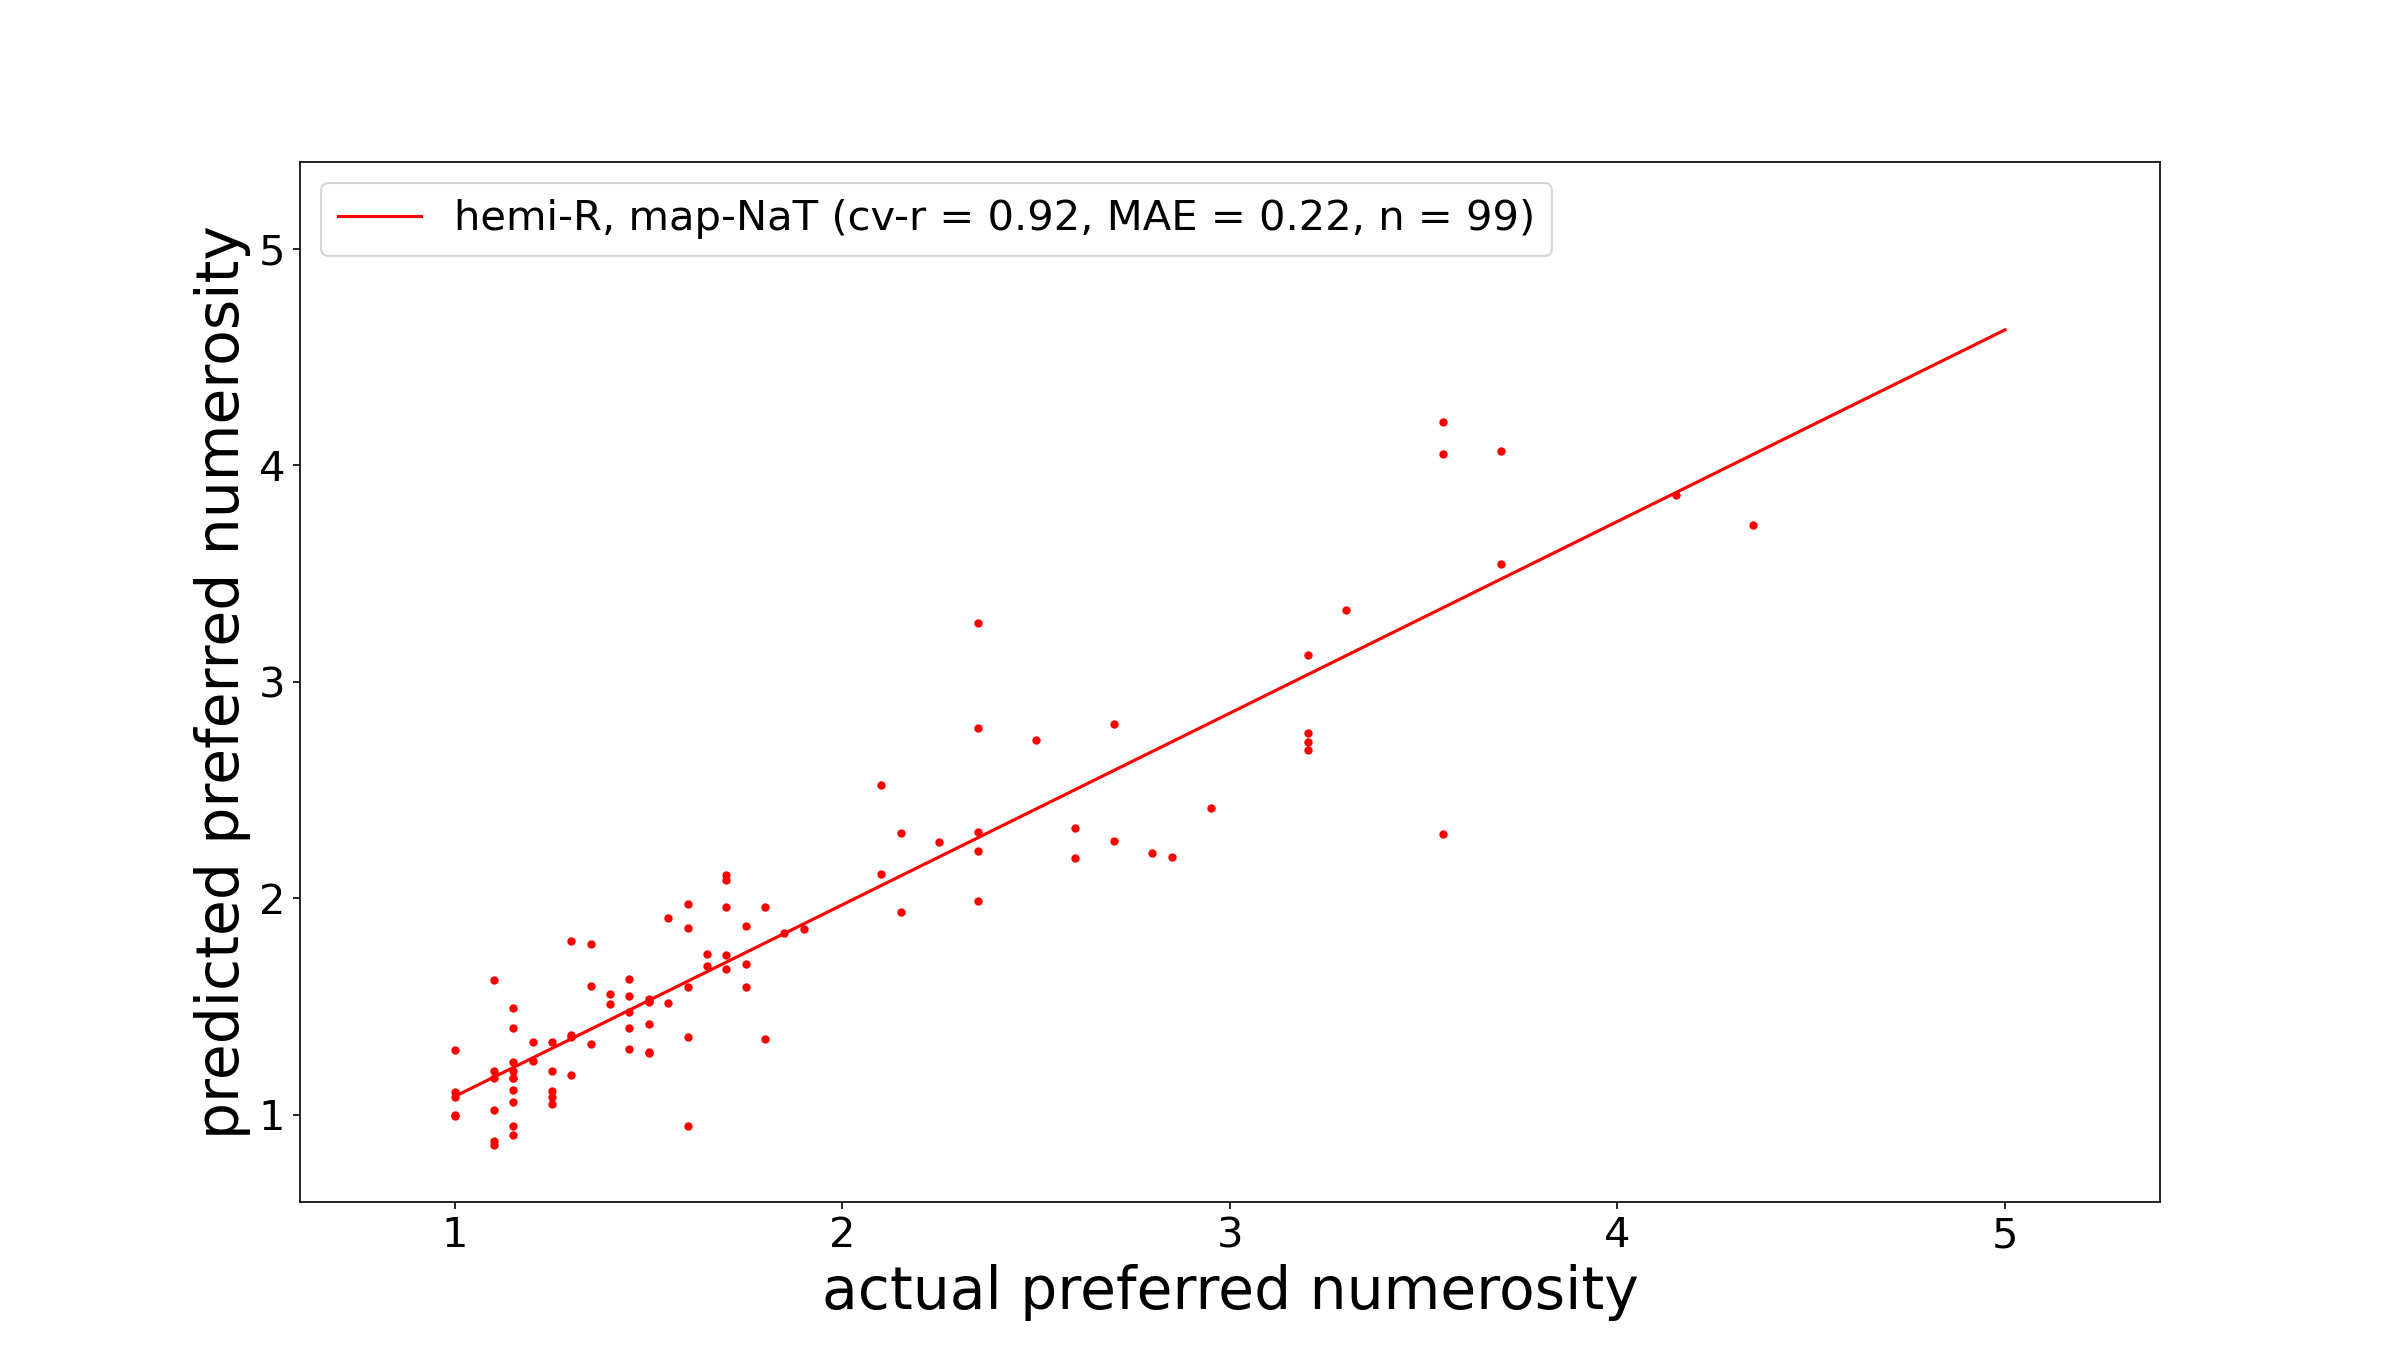 hemi-R, map-NaT (cv-r = 0.92, MAE = 0.22, n = 99)
predicted preferred numerosity
5
4
3
2
1
1 2 3 4 5
actual preferred numerosity